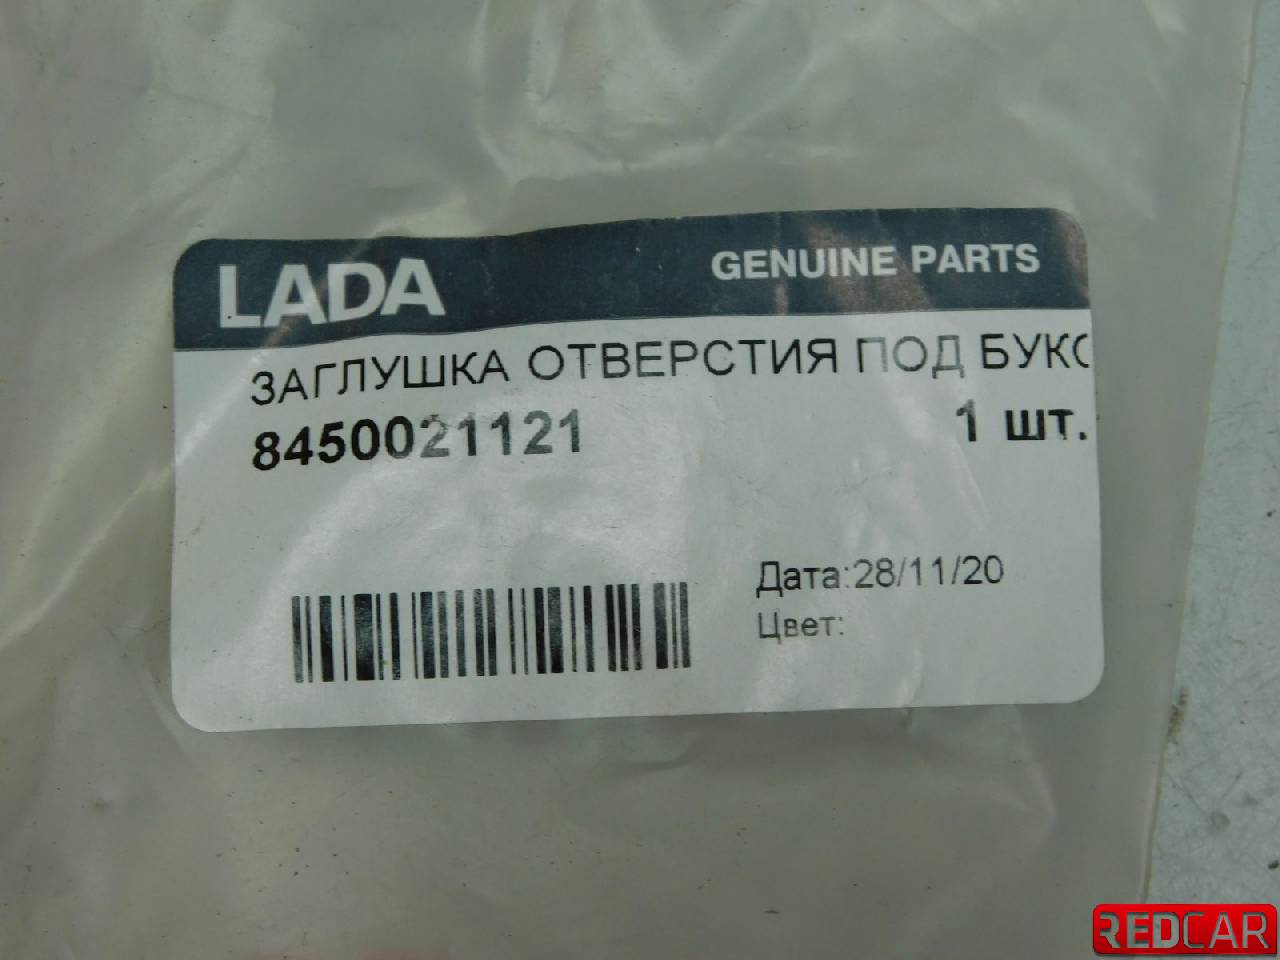 LADA
GENUINE PARTS
ЗАГЛУШКА ОТВЕРСТИЯ ПОД БУКС
8450021121
1 шт.
Дата:28/11/20
Цвет:
REDCAR